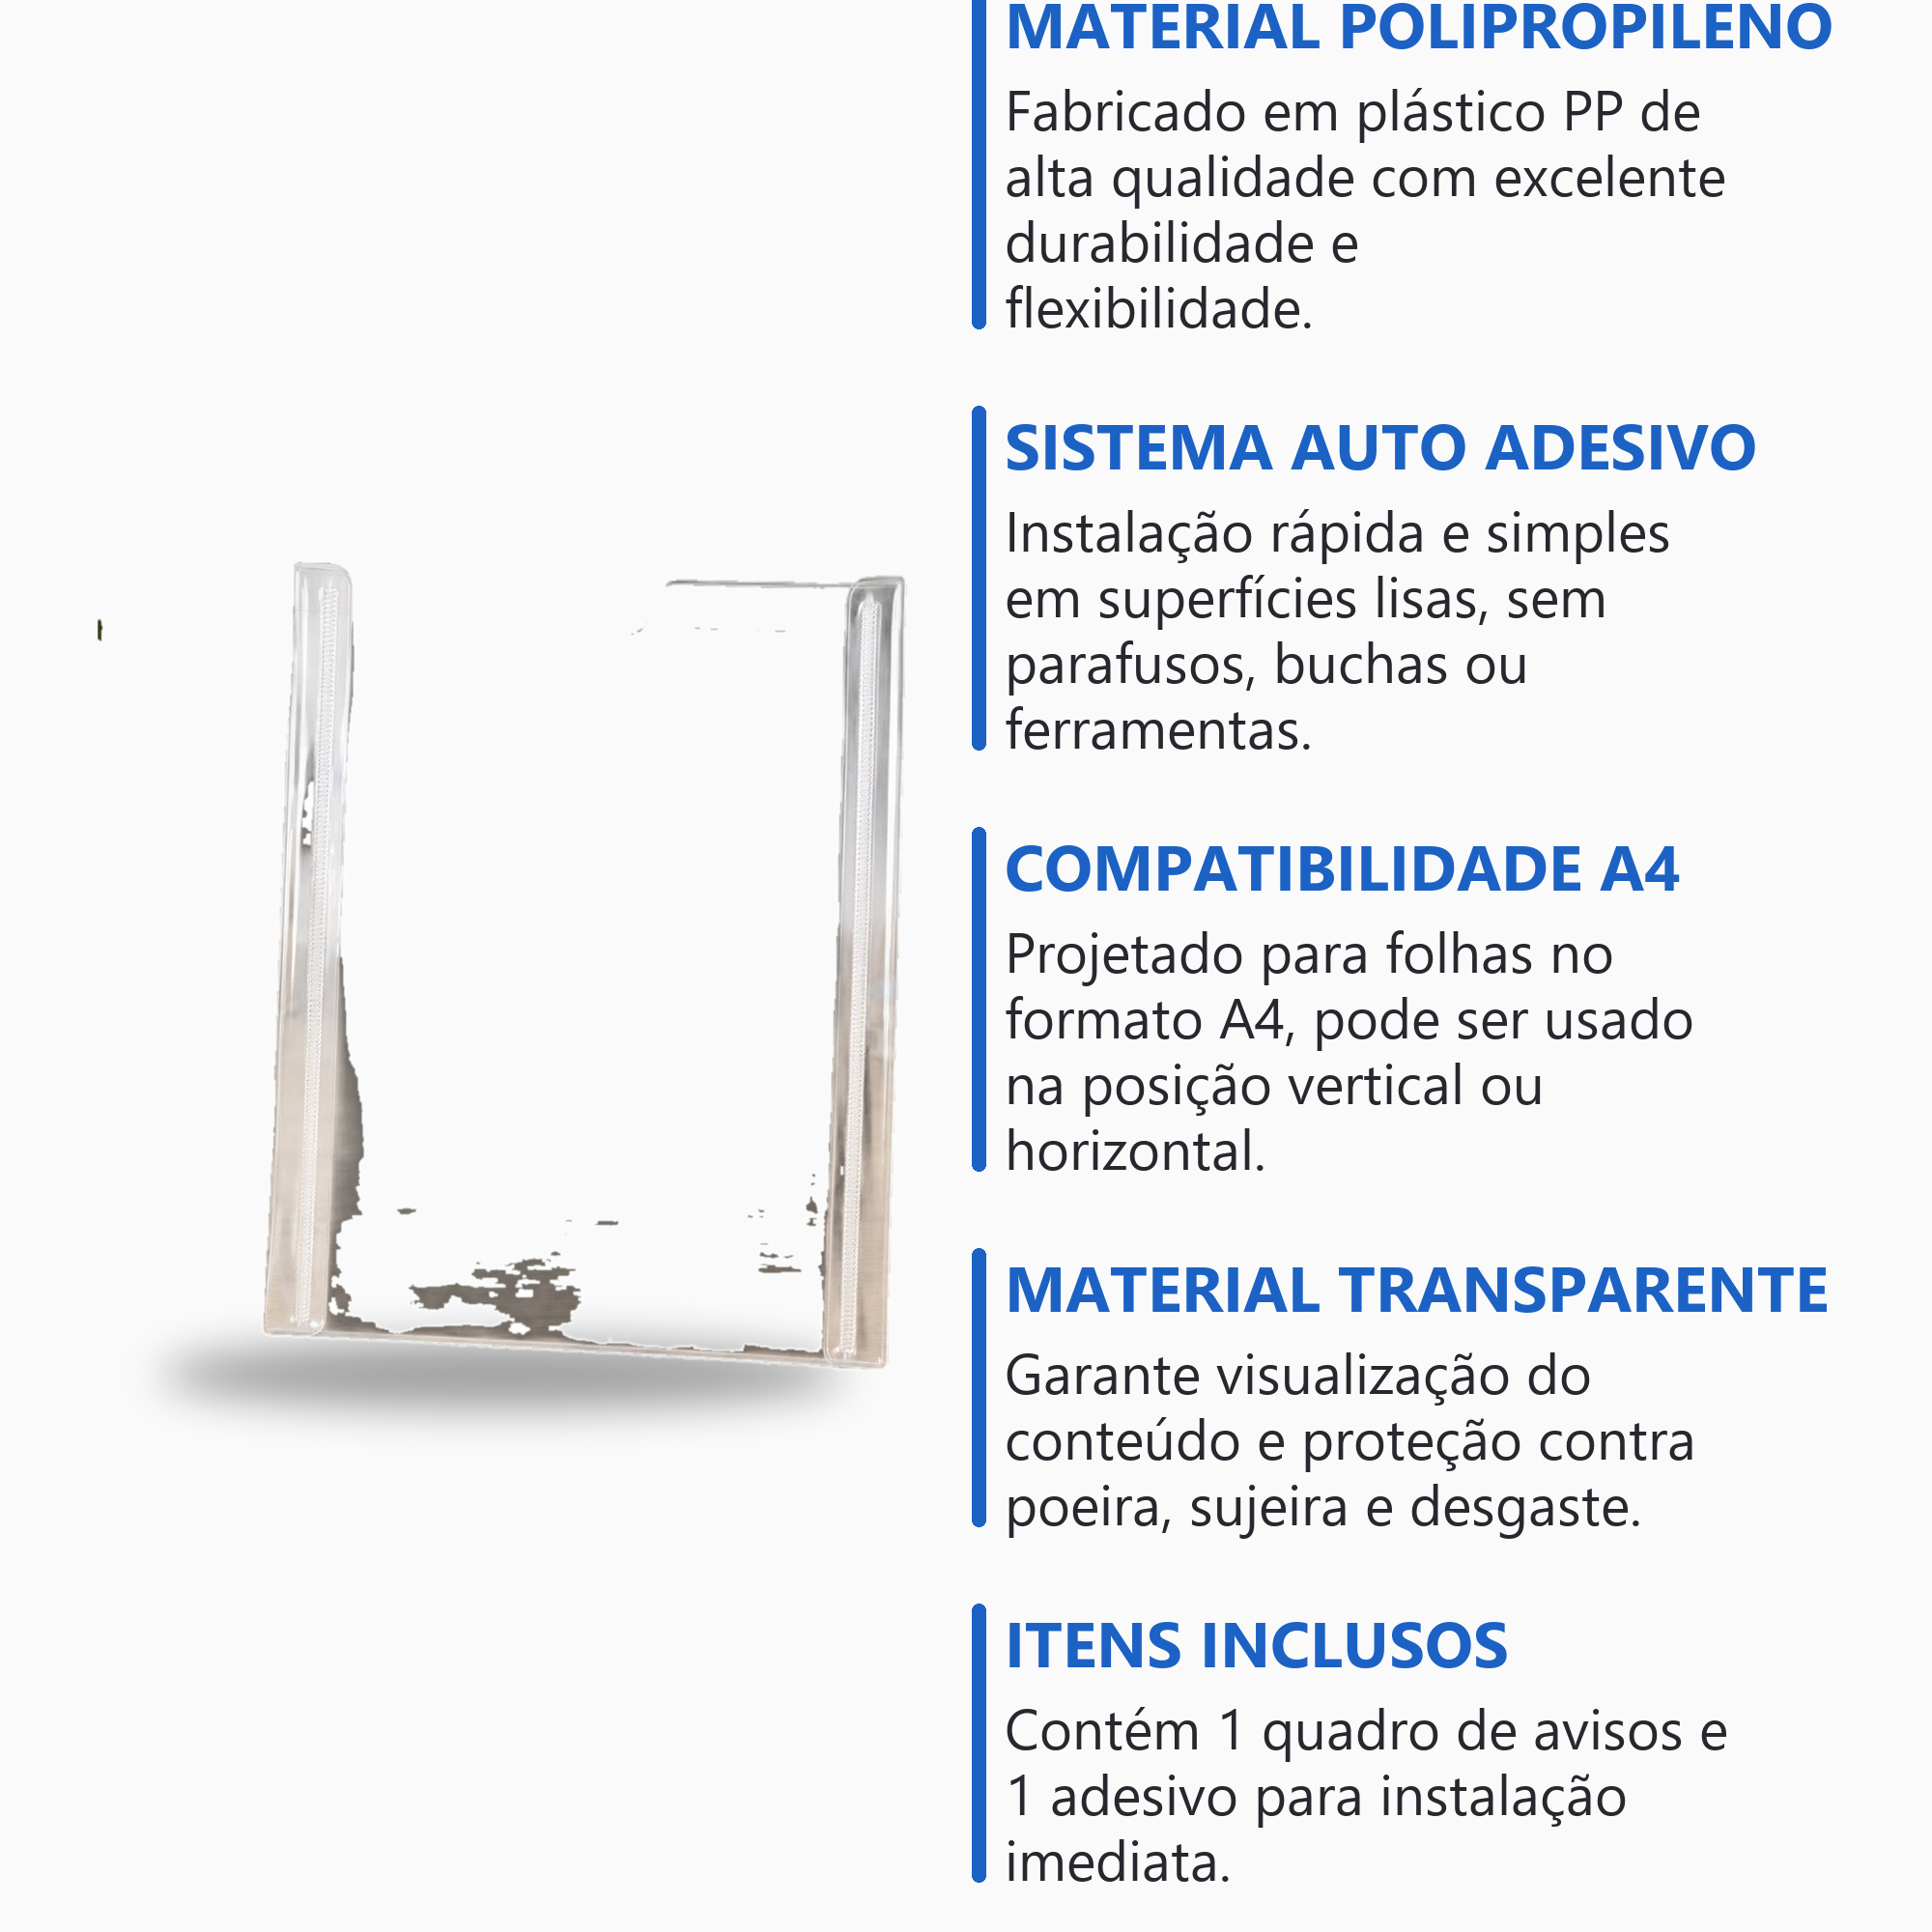 MATERIAL POLIPROPILENO
Fabricado em plástico PP de
alta qualidade com excelente
durabilidade e
flexibilidade.
SISTEMA AUTO ADESIVO
Instalação rápida e simples
em superfícies lisas, sem
parafusos, buchas ou
ferramentas.
COMPATIBILIDADE A4
Projetado para folhas no
formato A4, pode ser usado
na posição vertical ou
horizontal.
MATERIAL TRANSPARENTE
Garante visualização do
conteúdo e proteção contra
poeira, sujeira e desgaste.
ITENS INCLUSOS
Contém 1 quadro de avisos e
1 adesivo para instalação
imediata.